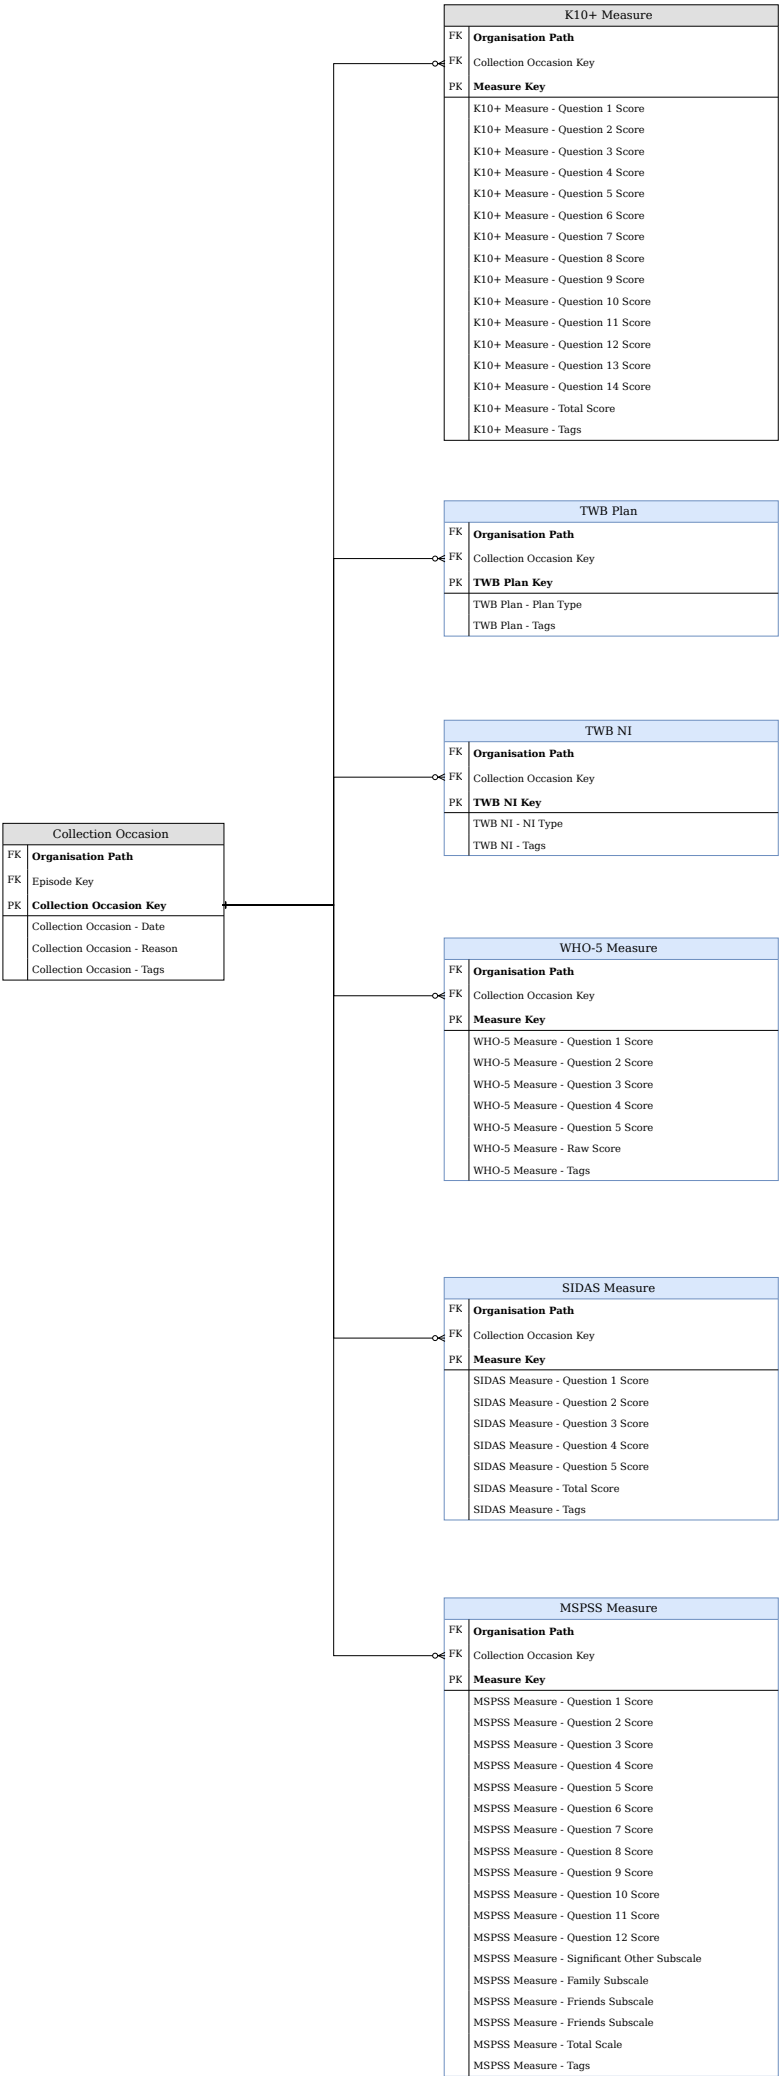 K10+ Measure
FK Organisation Path
FK Collection Occasion Key
PK Measure Key
K10+ Measure - Question 1 Score
K10+ Measure - Question 2 Score
K10+ Measure - Question 3 Score
K10+ Measure - Question 4 Score
K10+ Measure - Question 5 Score
K10+ Measure - Question 6 Score
K10+ Measure - Question 7 Score
K10+ Measure - Question 8 Score
K10+ Measure - Question 9 Score
K10+ Measure - Question 10 Score
K10+ Measure - Question 11 Score
K10+ Measure - Question 12 Score
K10+ Measure - Question 13 Score
K10+ Measure - Question 14 Score
K10+ Measure - Total Score
K10+ Measure - Tags
TWB Plan
FK Organisation Path
FK Collection Occasion Key
PK TWB Plan Key
TWB Plan - Plan Type
TWB Plan - Tags
TWB NI
FK Organisation Path
FK Collection Occasion Key
PK TWB NI Key
TWB NI - NI Type
TWB NI - Tags
Collection Occasion
FK Organisation Path
FK Episode Key
PK Collection Occasion Key
Collection Occasion - Date
Collection Occasion - Reason
Collection Occasion - Tags
WHO-5 Measure
FK Organisation Path
FK Collection Occasion Key
PK Measure Key
WHO-5 Measure - Question 1 Score
WHO-5 Measure - Question 2 Score
WHO-5 Measure - Question 3 Score
WHO-5 Measure - Question 4 Score
WHO-5 Measure - Question 5 Score
WHO-5 Measure - Raw Score
WHO-5 Measure - Tags
SIDAS Measure
FK Organisation Path
FK Collection Occasion Key
PK Measure Key
SIDAS Measure - Question 1 Score
SIDAS Measure - Question 2 Score
SIDAS Measure - Question 3 Score
SIDAS Measure - Question 4 Score
SIDAS Measure - Question 5 Score
SIDAS Measure - Total Score
SIDAS Measure - Tags
MSPSS Measure
FK Organisation Path
FK Collection Occasion Key
PK Measure Key
MSPSS Measure - Question 1 Score
MSPSS Measure - Question 2 Score
MSPSS Measure - Question 3 Score
MSPSS Measure - Question 4 Score
MSPSS Measure - Question 5 Score
MSPSS Measure - Question 6 Score
MSPSS Measure - Question 7 Score
MSPSS Measure - Question 8 Score
MSPSS Measure - Question 9 Score
MSPSS Measure - Question 10 Score
MSPSS Measure - Question 11 Score
MSPSS Measure - Question 12 Score
MSPSS Measure - Significant Other Subscale
MSPSS Measure - Family Subscale
MSPSS Measure - Friends Subscale
MSPSS Measure - Friends Subscale
MSPSS Measure - Total Scale
MSPSS Measure - Tags